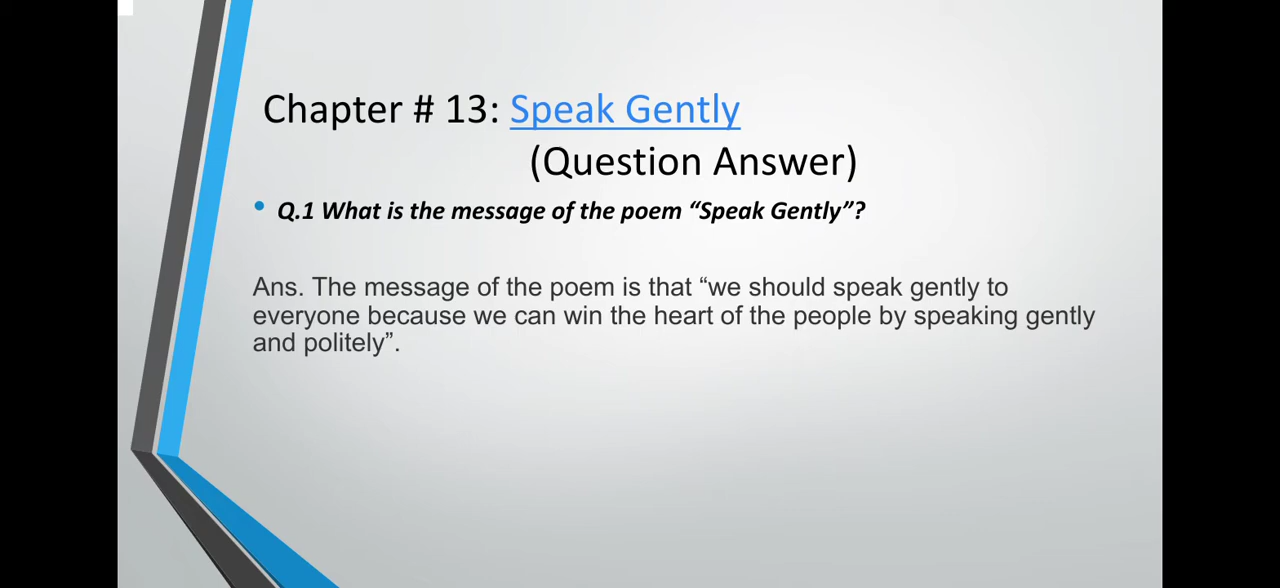 Chapter # 13: Speak Gently
(Question Answer)
• Q.1 What is the message of the poem “Speak Gently”?
Ans. The message of the poem is that “we should speak gently to
everyone because we can win the heart of the people by speaking gently
and politely”.